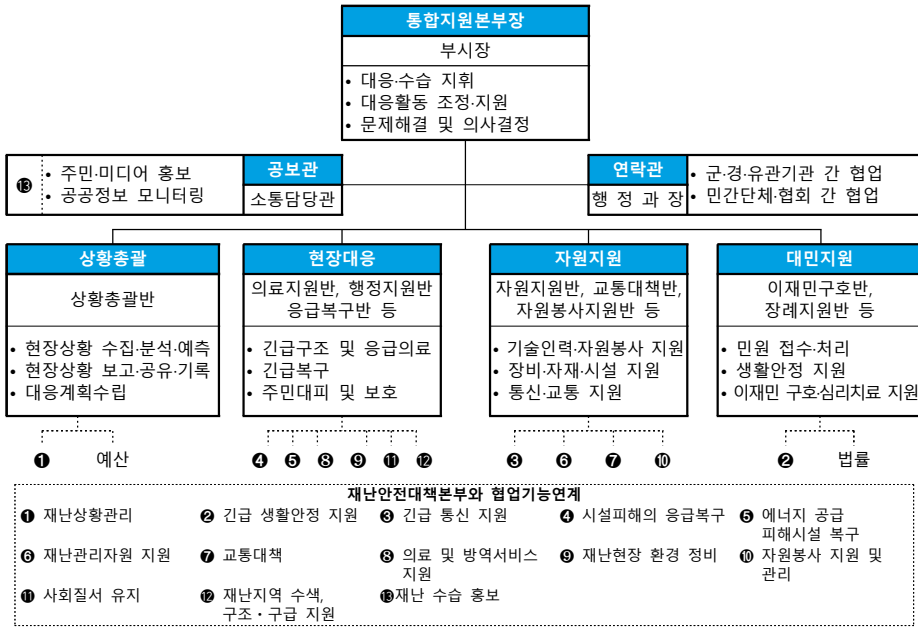 통합지원본부장
부시장
• 대응·수습 지휘
• 대응활동 조정·지원
• 문제해결 및 의사결정
⓭
• 주민·미디어 홍보
• 공공정보 모니터링
공보관
소통담당관
연락관
행 정 과 장
• 군·경·유관기관 간 협업
• 민간단체·협회 간 협업
상황총괄
상황총괄반
• 현장상황 수집·분석·예측
• 현장상황 보고·공유·기록
• 대응계획수립
❶ 예산
현장대응
의료지원반, 행정지원반
응급복구반 등
• 긴급구조 및 응급의료
• 긴급복구
• 주민대피 및 보호
❹ ❺ ❽ ❾ ⓫ ⓬
자원지원
자원지원반, 교통대책반,
자원봉사지원반 등
• 기술인력·자원봉사 지원
• 장비·자재·시설 지원
• 통신·교통 지원
❸ ❻ ❼ ❿
대민지원
이재민구호반,
장례지원반 등
• 민원 접수·처리
• 생활안정 지원
• 이재민 구호·심리치료 지원
❷ 법률
재난안전대책본부와 협업기능연계
❶ 재난상황관리
❷ 긴급 생활안정 지원
❸ 긴급 통신 지원
❹ 시설피해의 응급복구
❺ 에너지 공급
피해시설 복구
❻ 재난관리자원 지원
❼ 교통대책
❽ 의료 및 방역서비스
지원
❾ 재난현장 환경 정비
❿ 자원봉사 지원 및
관리
⓫ 사회질서 유지
⓬ 재난지역 수색,
구조・구급 지원
⓭재난 수습 홍보